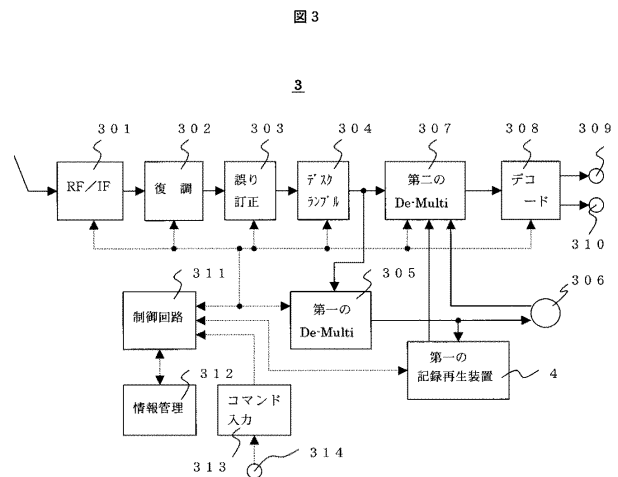 図3
3
301
302
303
304
307
308
309
RF/IF
復 調
誤り
訂正
デスク
ランブル
第二の
De-Multi
デコ
ード
310
311
305
306
制御回路
第一の
De-Multi
312
第一の
記録再生装置
4
情報管理
コマンド
入力
313
314